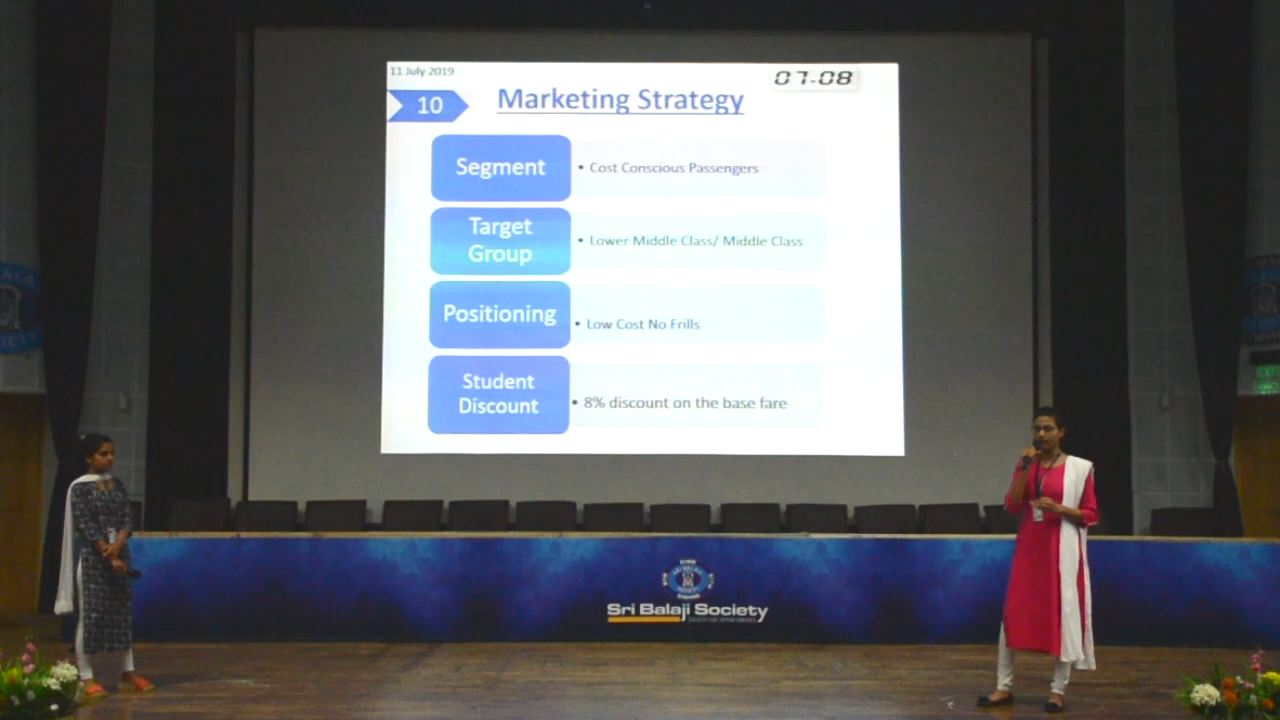 11 July 2019
07-08
10
Marketing Strategy
Segment
• Cost Conscious Passengers
Target
Group
• Lower Middle Class/ Middle Class
Positioning
• Low Cost No Frills
Student
Discount
• 8% discount on the base fare
EXIT
Sri Balaji Society